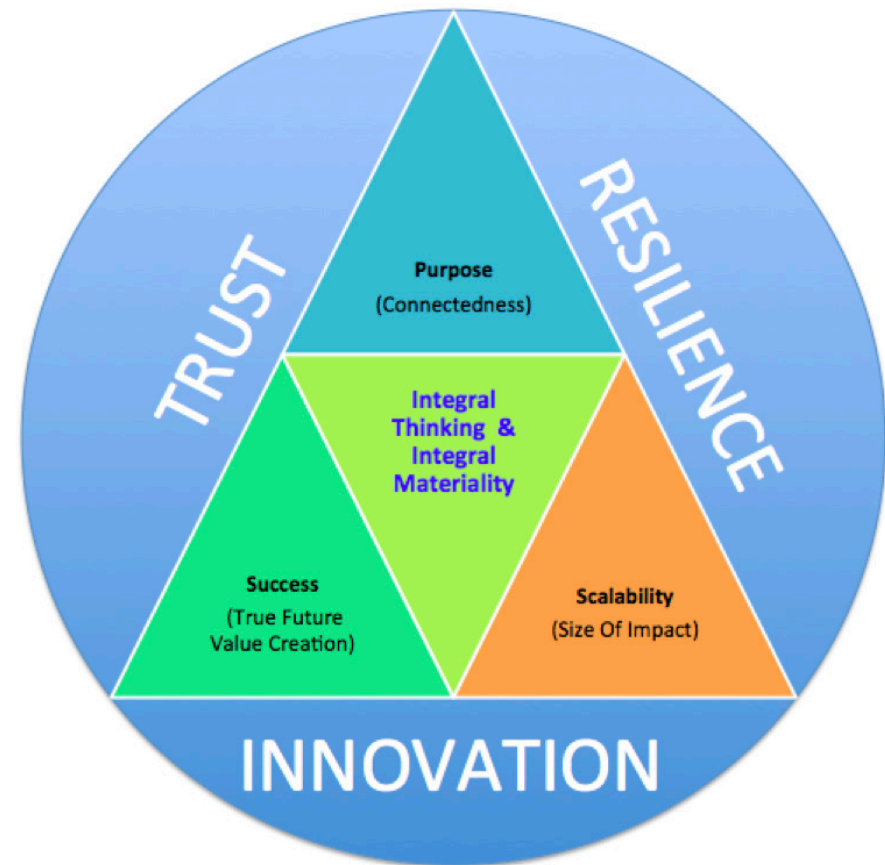 TRUST
RESILIENCE
Purpose
(Connectedness)
Integral
Thinking &
Integral
Materiality
Success
(True Future
Value Creation)
Scalability
(Size Of Impact)
INNOVATION